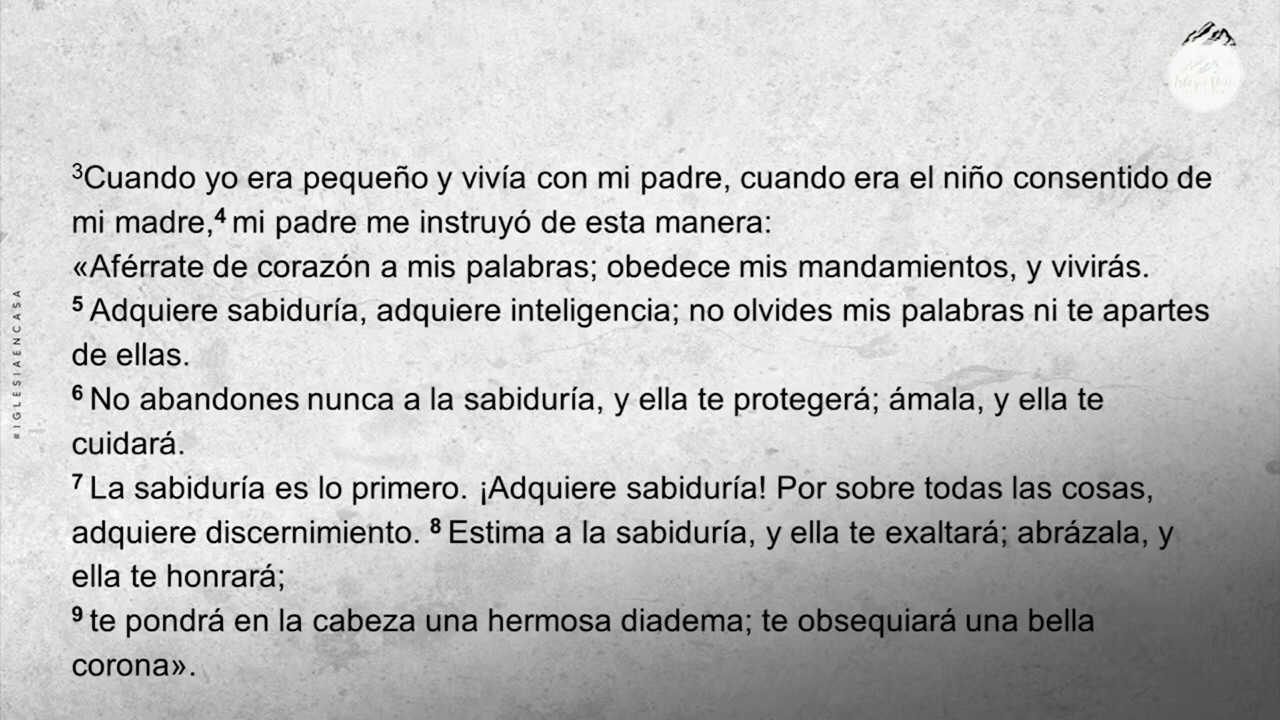 ³Cuando yo era pequeño y vivía con mi padre, cuando era el niño consentido de
mi madre,⁴ mi padre me instruyó de esta manera:
«Aférrate de corazón a mis palabras; obedece mis mandamientos, y vivirás.
⁵ Adquiere sabiduría, adquiere inteligencia; no olvides mis palabras ni te apartes
de ellas.
⁶ No abandones nunca a la sabiduría, y ella te protegerá; ámala, y ella te
cuidará.
⁷ La sabiduría es lo primero. ¡Adquiere sabiduría! Por sobre todas las cosas,
adquiere discernimiento. ⁸ Estima a la sabiduría, y ella te exaltará; abrázala, y
ella te honrará;
⁹ te pondrá en la cabeza una hermosa diadema; te obsequiará una bella
corona».
#IGLESIAENCASA